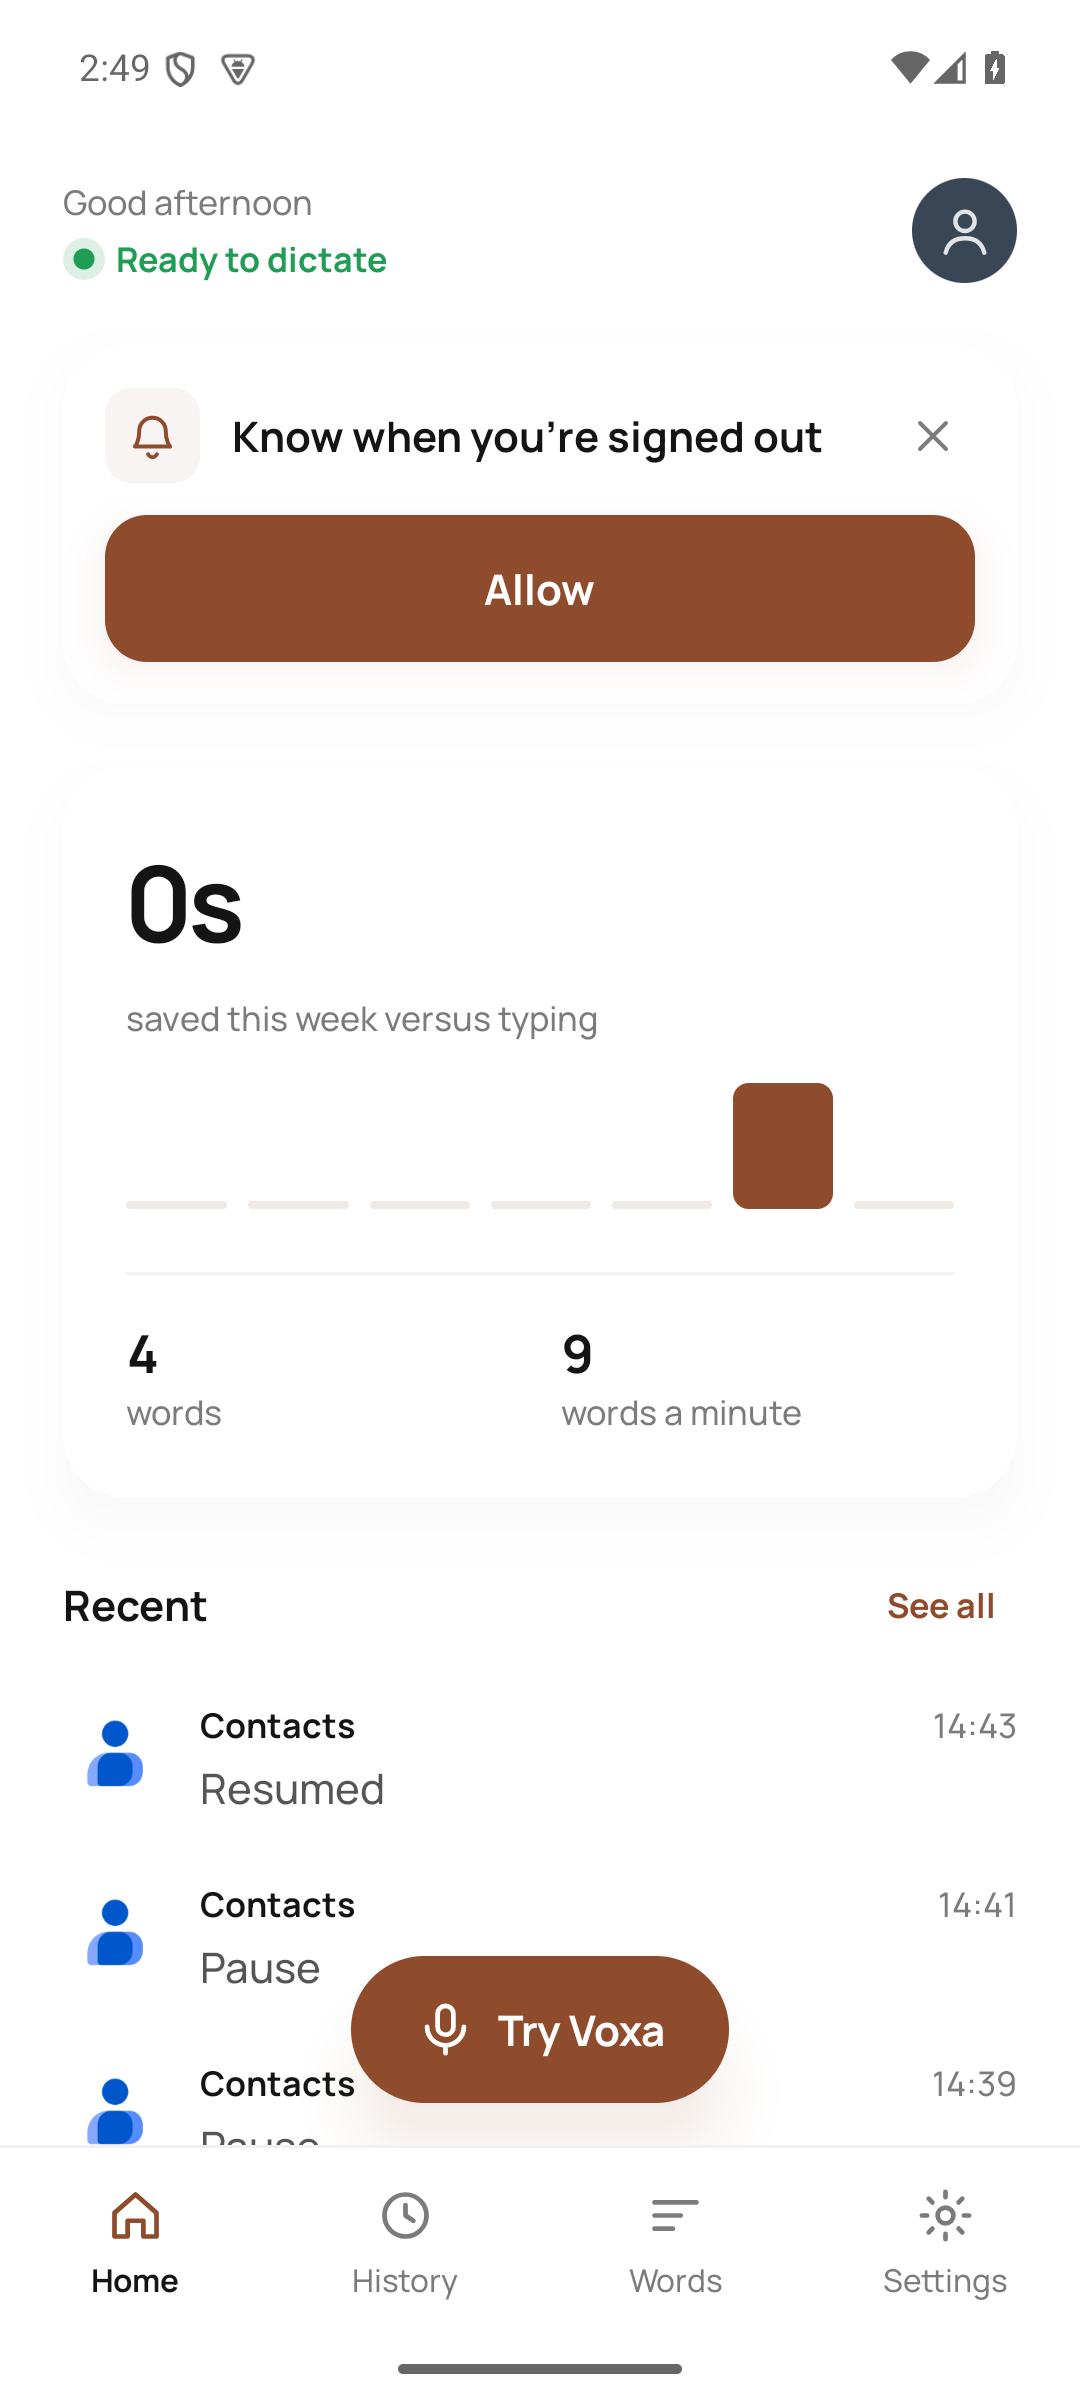 2:49
Good afternoon
Ready to dictate
Know when you’re signed out
Allow
0s
saved this week versus typing
4
words
9
words a minute
Recent
See all
Contacts
14:43
Resumed
Contacts
14:41
Pause
Try Voxa
Contacts
14:39
Pause
Home
History
Words
Settings